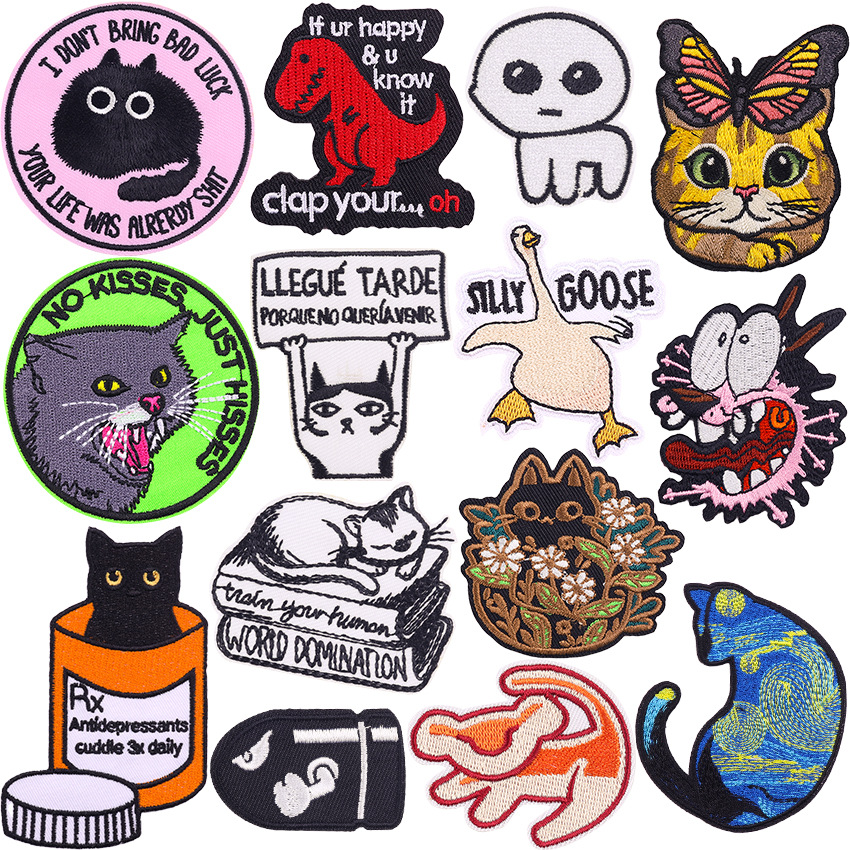 I DON'T BRING BAD LUCK
YOUR LIFE WAS ALRERDY SHIT
If ur happy
& u
know
it
clap your... oh
NO KISSES, JUST HISSES
LLEGUÉ TARDE
PORQUE NO QUERÍA VENIR
SILLY GOOSE
train your human
WORLD DOMINATION
Rx
Antidepressants
cuddle 3x daily